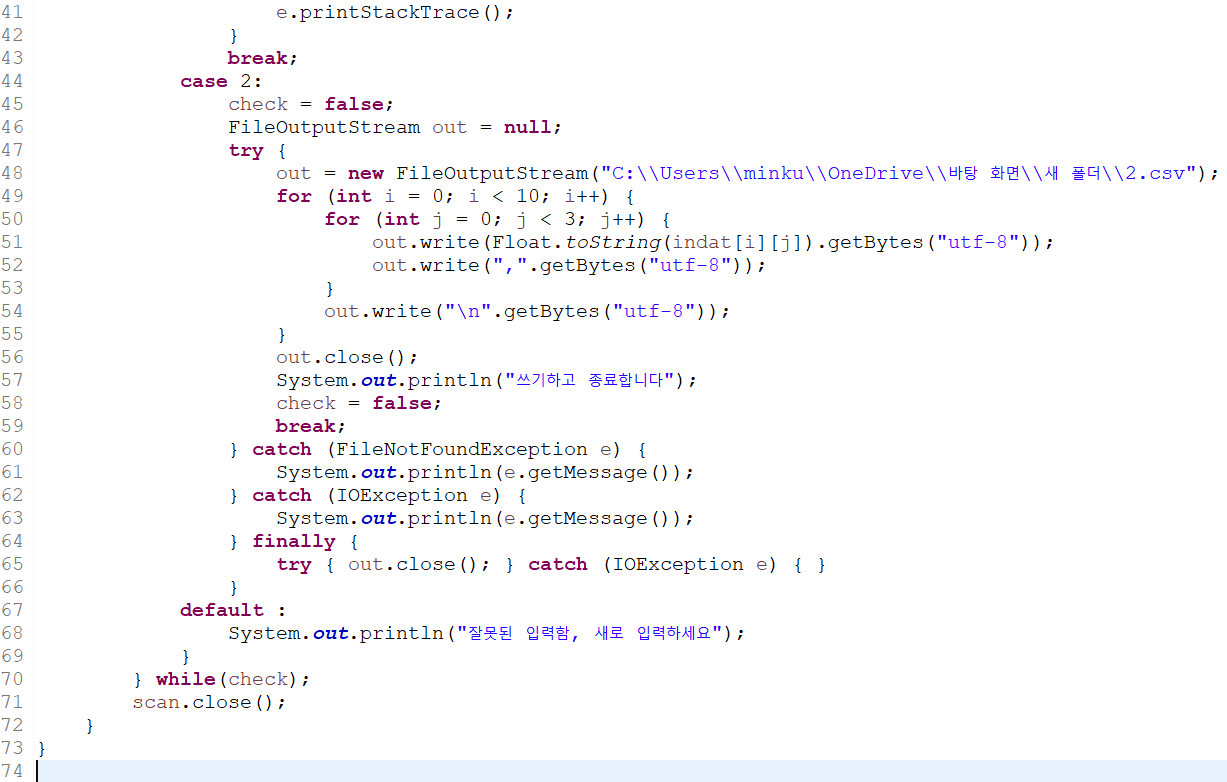 41                     e.printStackTrace();
42                 }
43                 break;
44             case 2:
45                 check = false;
46                 FileOutputStream out = null;
47                 try {
48                     out = new FileOutputStream("C:\\Users\\minku\\OneDrive\\바탕 화면\\새 폴더\\2.csv");
49                     for (int i = 0; i < 10; i++) {
50                         for (int j = 0; j < 3; j++) {
51                             out.write(Float.toString(indat[i][j]).getBytes("utf-8"));
52                             out.write(",".getBytes("utf-8"));
53                         }
54                         out.write("\n".getBytes("utf-8"));
55                     }
56                     out.close();
57                     System.out.println("쓰기하고 종료합니다");
58                     check = false;
59                     break;
60                 } catch (FileNotFoundException e) {
61                     System.out.println(e.getMessage());
62                 } catch (IOException e) {
63                     System.out.println(e.getMessage());
64                 } finally {
65                     try { out.close(); } catch (IOException e) { }
66                 }
67             default :
68                 System.out.println("잘못된 입력함, 새로 입력하세요");
69             }
70         } while(check);
71         scan.close();
72     }
73 }
74